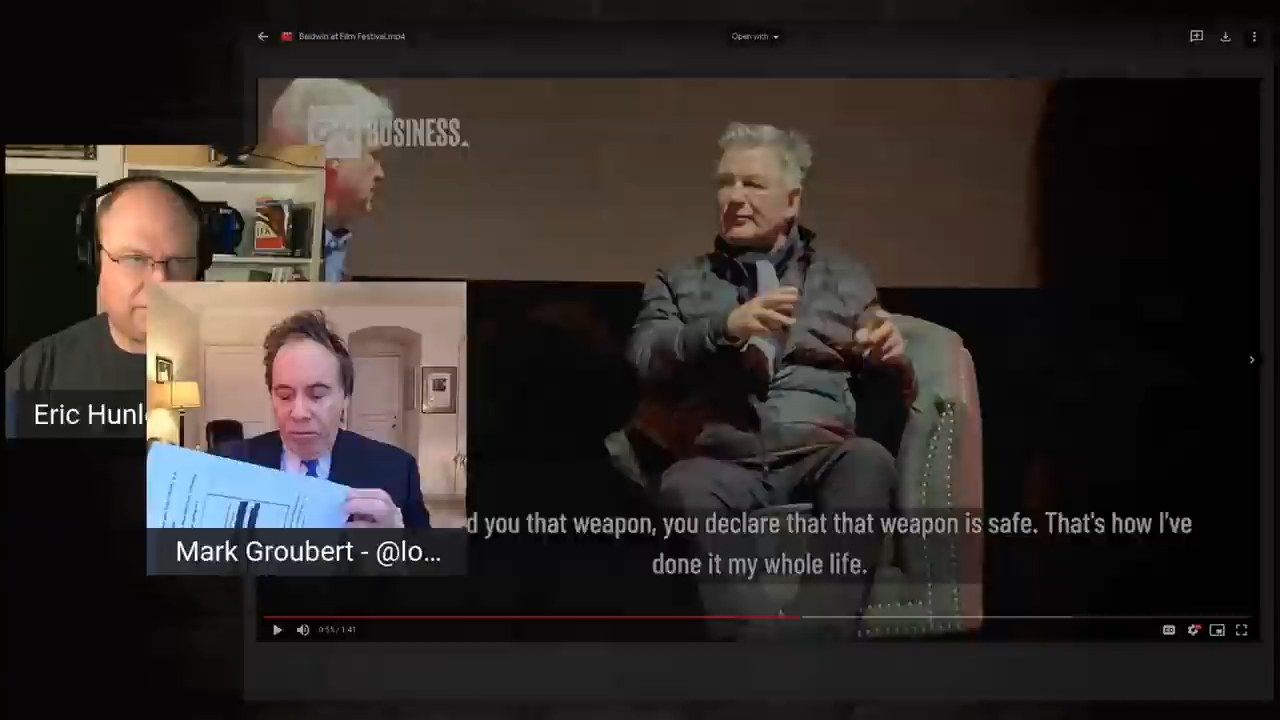 Baldwin at Film Festival.mp4
Open with
BUSINESS.
Eric Hunl
Mark Groubert - @lo...
d you that weapon, you declare that that weapon is safe. That's how I've
done it my whole life.
0:55 / 1:41